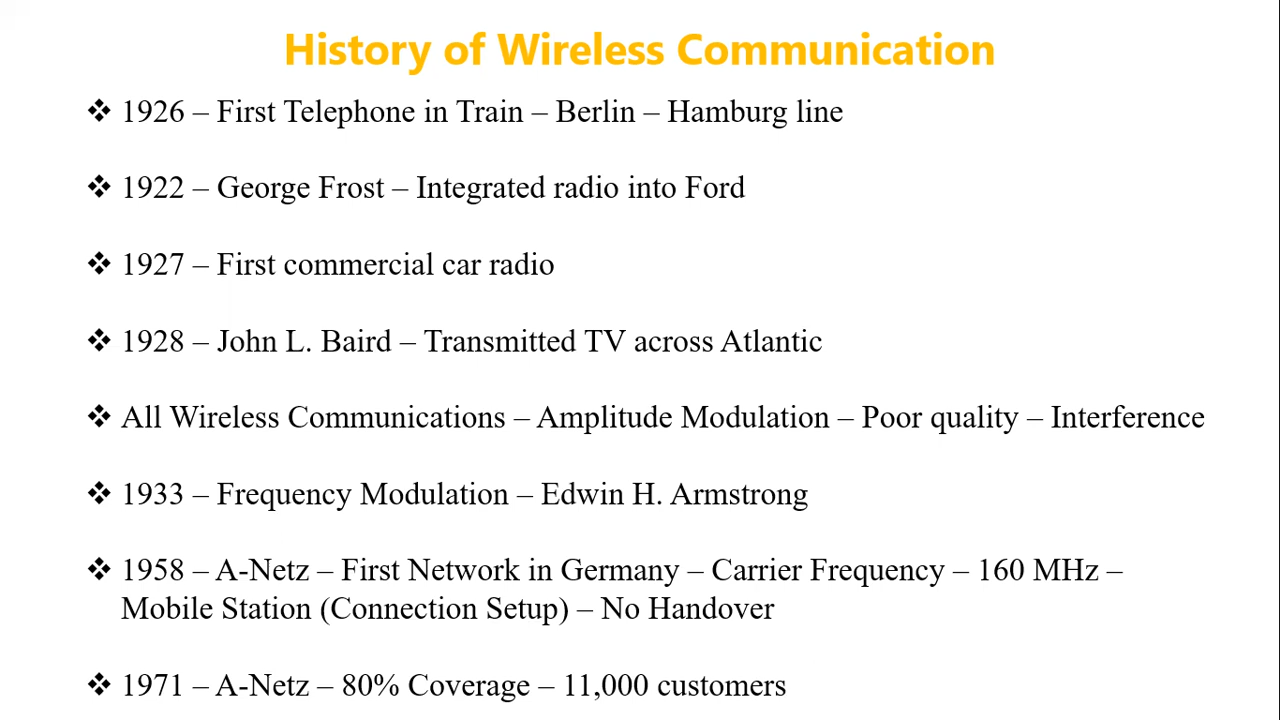 History of Wireless Communication
❖ 1926 – First Telephone in Train – Berlin – Hamburg line
❖ 1922 – George Frost – Integrated radio into Ford
❖ 1927 – First commercial car radio
❖ 1928 – John L. Baird – Transmitted TV across Atlantic
❖ All Wireless Communications – Amplitude Modulation – Poor quality – Interference
❖ 1933 – Frequency Modulation – Edwin H. Armstrong
❖ 1958 – A-Netz – First Network in Germany – Carrier Frequency – 160 MHz –
Mobile Station (Connection Setup) – No Handover
❖ 1971 – A-Netz – 80% Coverage – 11,000 customers